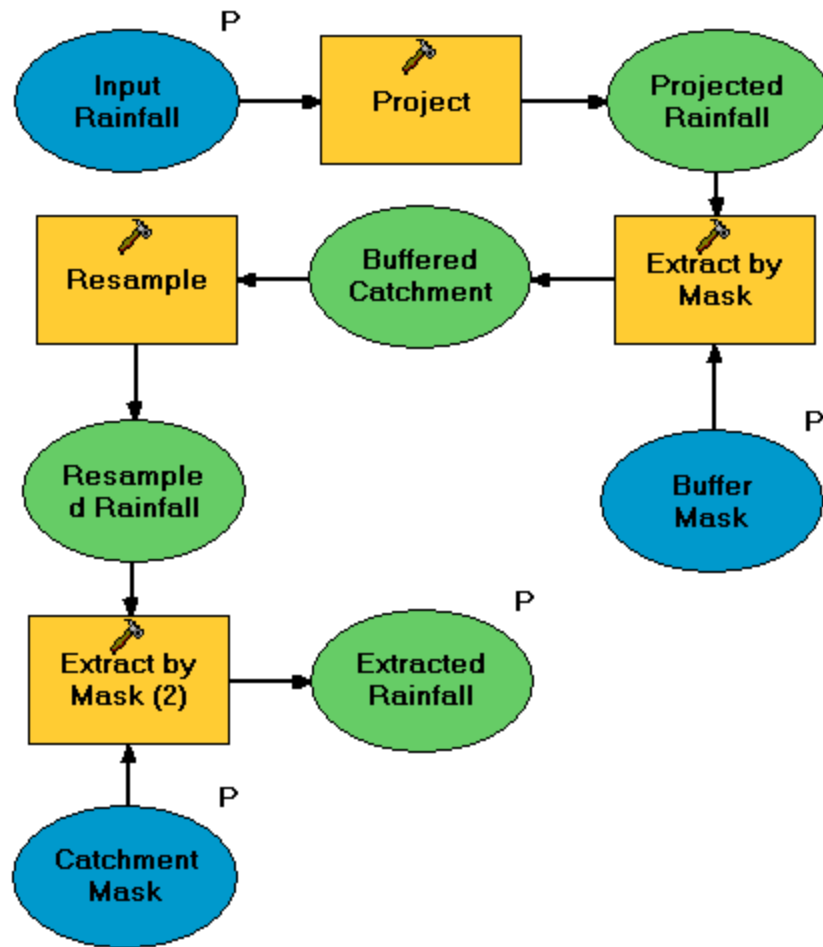 P
Input
Rainfall
Project
Projected
Rainfall
Resample
Buffered
Catchment
Extract by
Mask
P
Resample
d Rainfall
Buffer
Mask
P
Extract by
Mask (2)
Extracted
Rainfall
P
Catchment
Mask